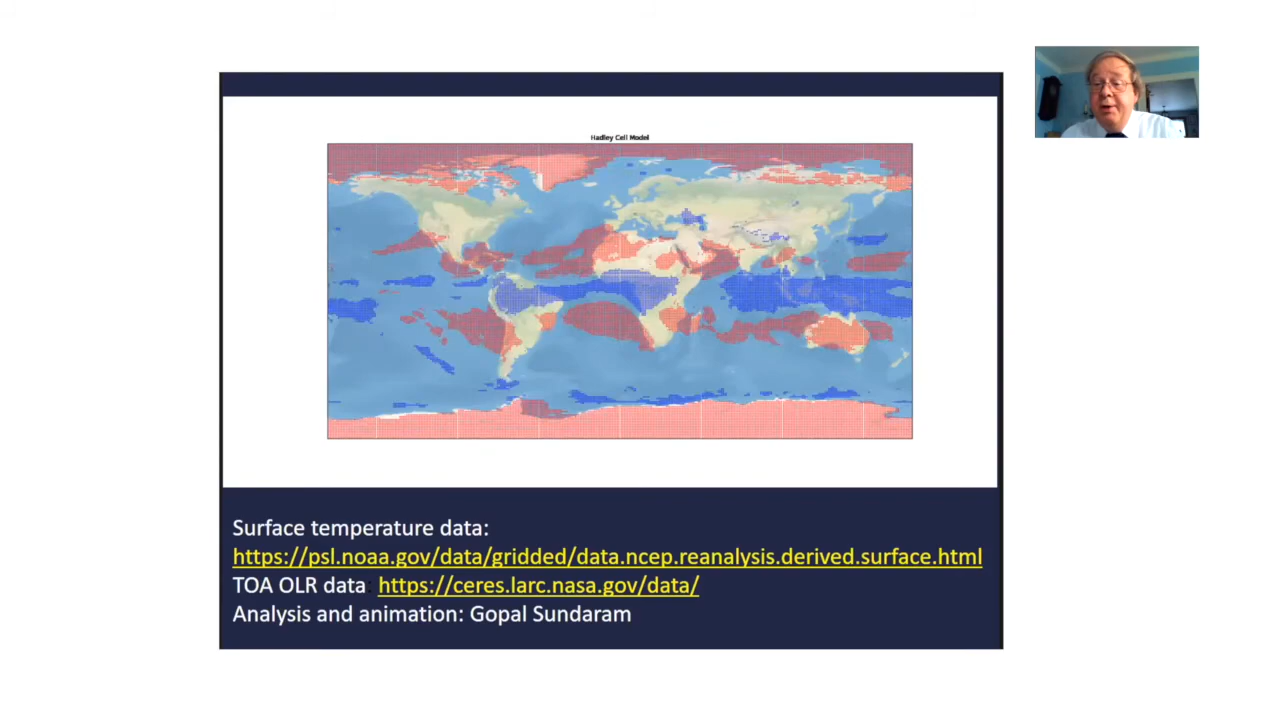 Hadley Cell Model
Surface temperature data:
https://psl.noaa.gov/data/gridded/data.ncep.reanalysis.derived.surface.html
TOA OLR data: https://ceres.larc.nasa.gov/data/
Analysis and animation: Gopal Sundaram